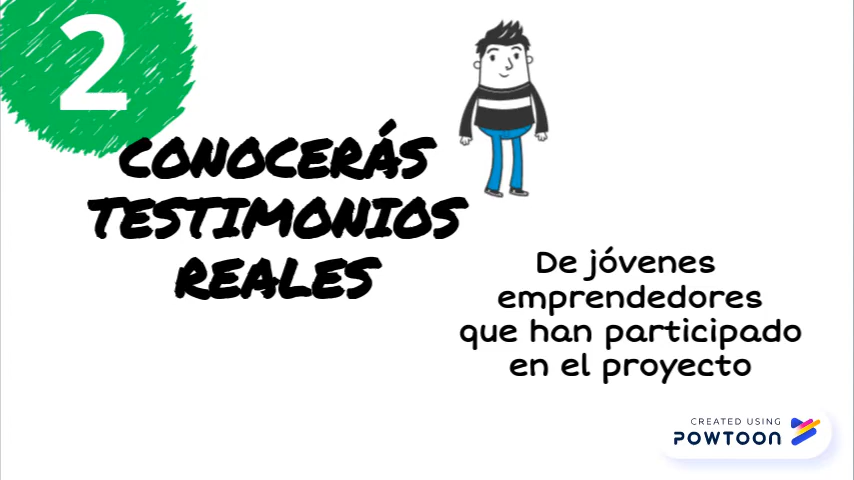 2
CONOCERÁS
TESTIMONIOS
REALES
De jóvenes
emprendedores
que han participado
en el proyecto
CREATED USING
POWTOON